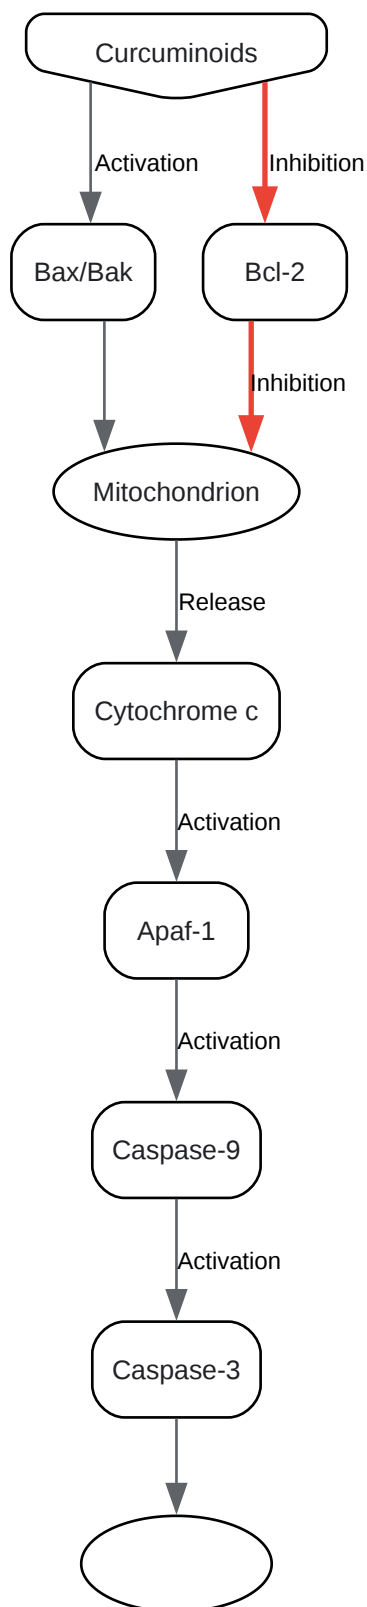 Curcuminoids
Activation
Inhibition
Bax/Bak
Bcl-2
Inhibition
Mitochondrion
Release
Cytochrome c
Activation
Apaf-1
Activation
Caspase-9
Activation
Caspase-3